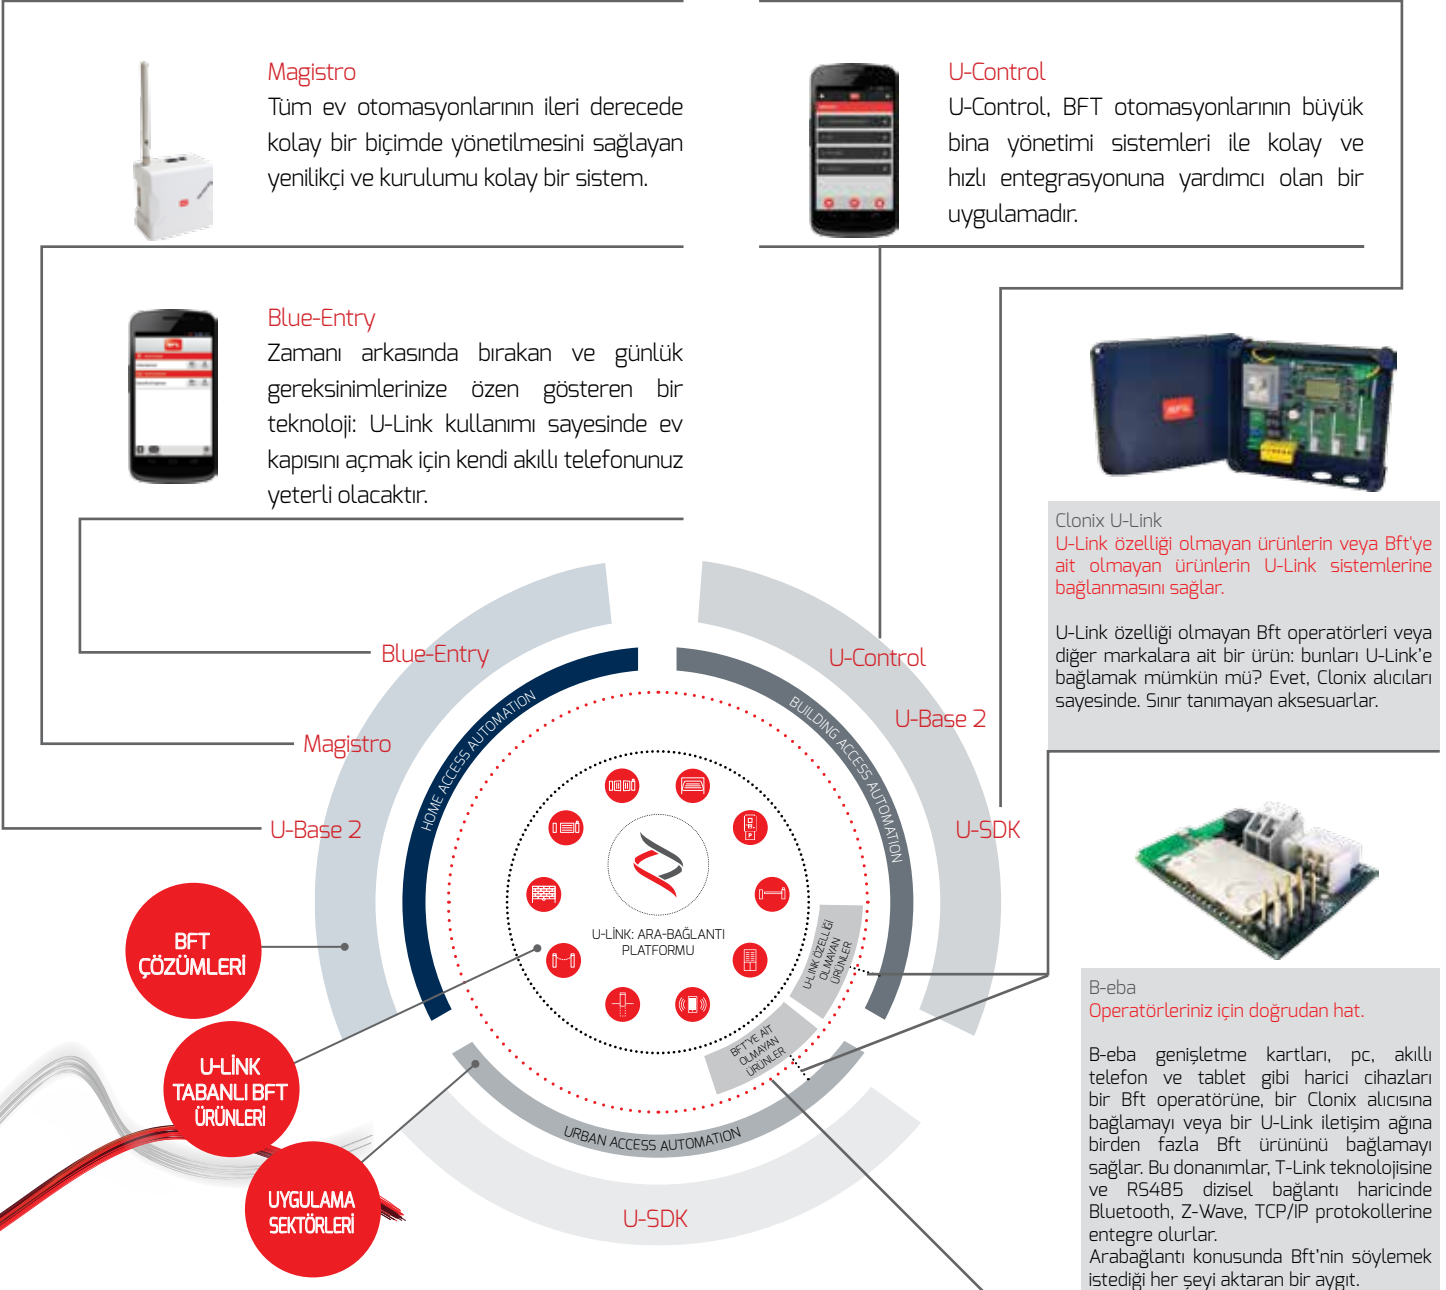 Magistro
Tüm ev otomasyonlarının ileri derecede
kolay bir biçimde yönetilmesini sağlayan
yenilikçi ve kurulumu kolay bir sistem.
U-Control
U-Control, BFT otomasyonlarının büyük
bina yönetimi sistemleri ile kolay ve
hızlı entegrasyonuna yardımcı olan bir
uygulamadır.
Blue-Entry
Zamanı arkasında bırakan ve günlük
gereksinimlerinize özen gösteren bir
teknoloji: U-Link kullanımı sayesinde ev
kapısını açmak için kendi akıllı telefonunuz
yeterli olacaktır.
Clonix U-Link
U-Link özelliği olmayan ürünlerin veya Bft'ye
ait olmayan ürünlerin U-Link sistemlerine
bağlanmasını sağlar.
U-Link özelliği olmayan Bft operatörleri veya
diğer markalara ait bir ürün: bunları U-Link'e
bağlamak mümkün mü? Evet, Clonix alıcıları
sayesinde. Sınır tanımayan aksesuarlar.
Blue-Entry
Magistro
U-Base 2
U-Control
U-Base 2
U-SDK
HOME ACCESS AUTOMATION
BUILDING ACCESS AUTOMATION
URBAN ACCESS AUTOMATION
U-LİNK: ARA-BAĞLANTI
PLATFORMU
U-LINK ÖZELLİĞİ
OLMAYAN
ÜRÜNLER
BFT'YE AİT
OLMAYAN
ÜRÜNLER
U-SDK
BFT
ÇÖZÜMLERİ
U-LİNK
TABANLI BFT
ÜRÜNLERİ
UYGULAMA
SEKTÖRLERİ
B-eba
Operatörleriniz için doğrudan hat.
B-eba genişletme kartları, pc, akıllı
telefon ve tablet gibi harici cihazları
bir Bft operatörüne, bir Clonix alıcısına
bağlamayı veya bir U-Link iletişim ağına
birden fazla Bft ürününü bağlamayı
sağlar. Bu donanımlar, T-Link teknolojisine
ve RS485 dizisel bağlantı haricinde
Bluetooth, Z-Wave, TCP/IP protokollerine
entegre olurlar.
Arabağlantı konusunda Bft'nin söylemek
istediği her şeyi aktaran bir aygıt.